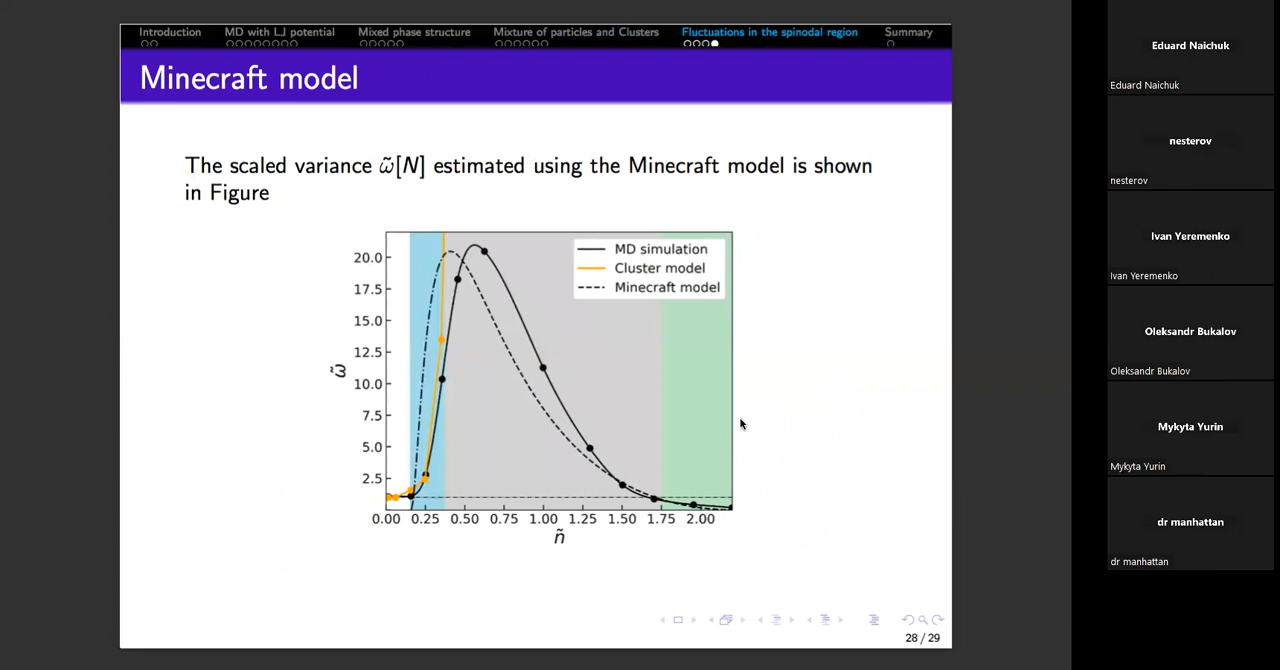 Introduction MD with LJ potential Mixed phase structure Mixture of particles and Clusters Fluctuations in the spinodal region Summary
Minecraft model
The scaled variance ω̃[N] estimated using the Minecraft model is shown
in Figure
MD simulation
Cluster model
Minecraft model
20.0
17.5
15.0
12.5
10.0
7.5
5.0
2.5
ω̃
0.00 0.25 0.50 0.75 1.00 1.25 1.50 1.75 2.00
ñ
28 / 29
Eduard Naichuk
Eduard Naichuk
nesterov
nesterov
Ivan Yeremenko
Ivan Yeremenko
Oleksandr Bukalov
Oleksandr Bukalov
Mykyta Yurin
Mykyta Yurin
dr manhattan
dr manhattan